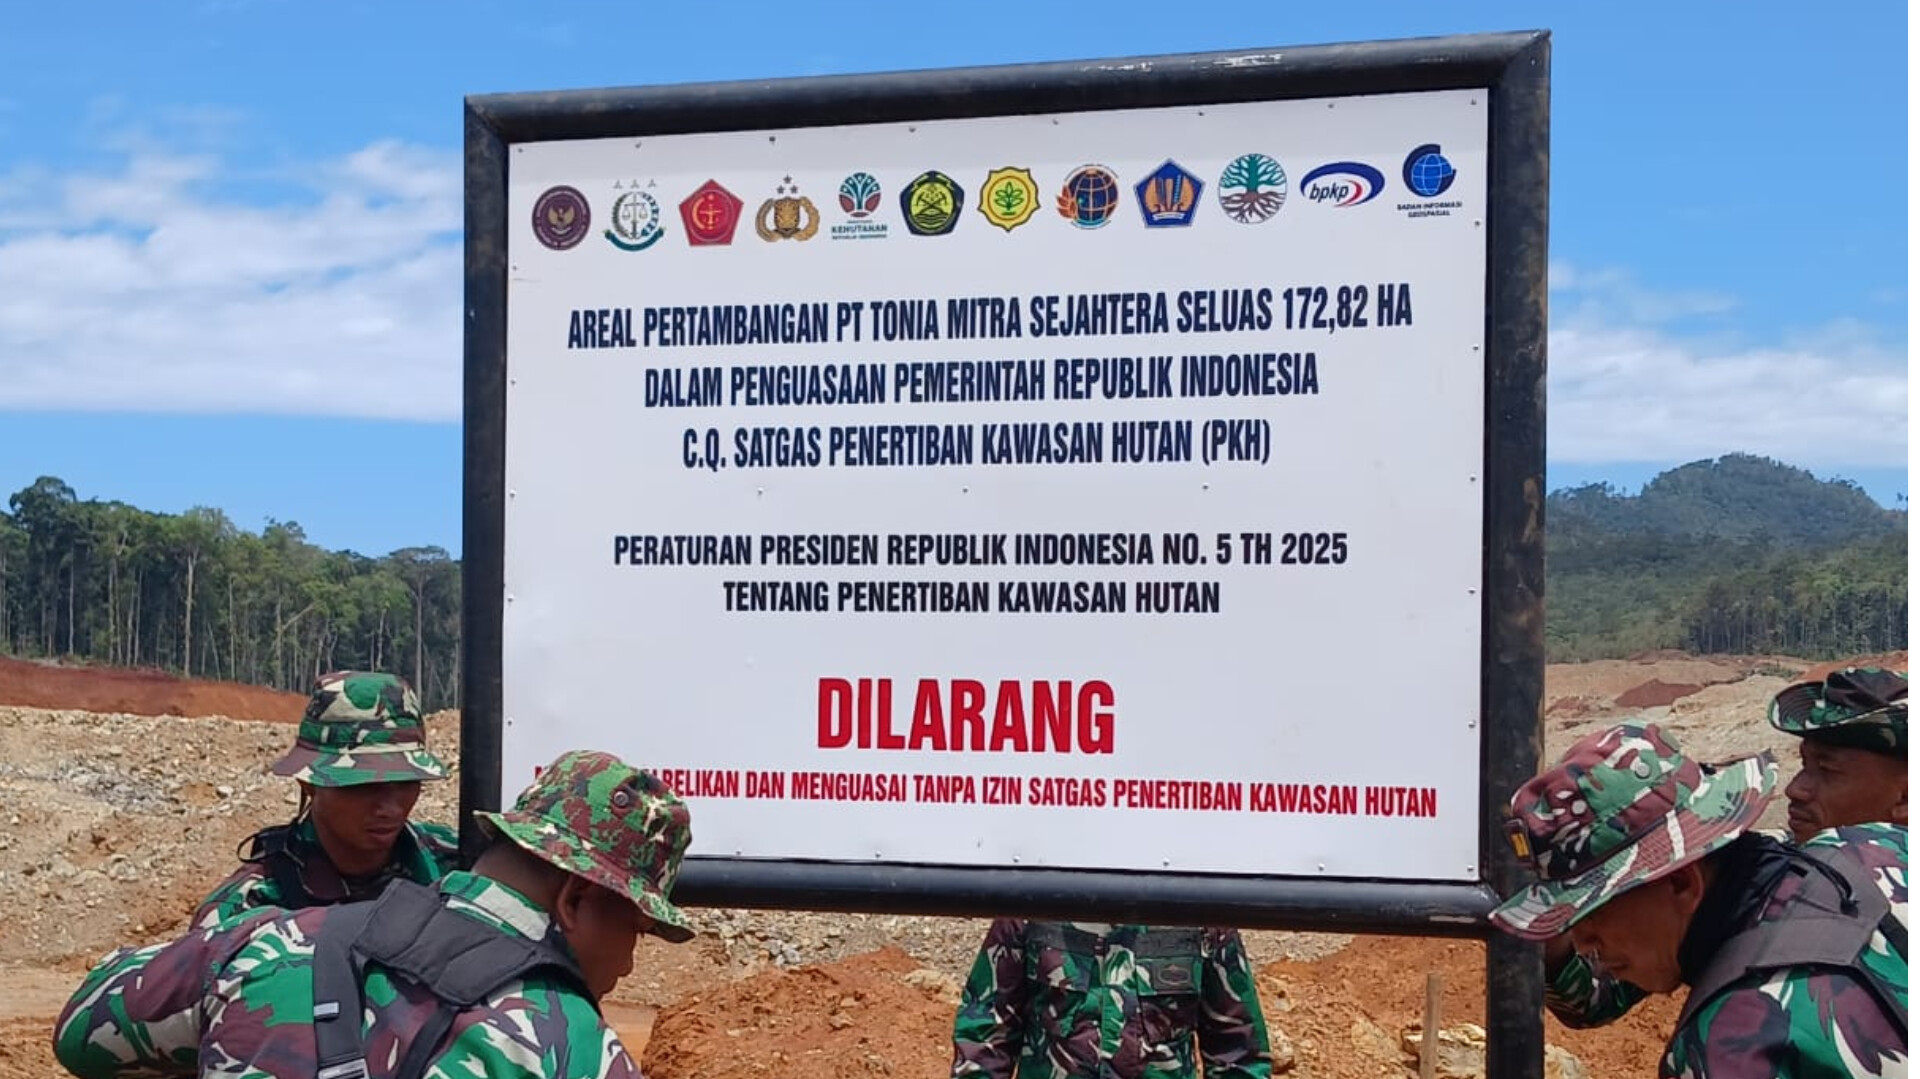 KEHUTANAN
bpkp
BADAN INFORMASI
GEOSPASIAL
AREAL PERTAMBANGAN PT TONIA MITRA SEJAHTERA SELUAS 172,82 HA
DALAM PENGUASAAN PEMERINTAH REPUBLIK INDONESIA
C.Q. SATGAS PENERTIBAN KAWASAN HUTAN (PKH)
PERATURAN PRESIDEN REPUBLIK INDONESIA NO. 5 TH 2025
TENTANG PENERTIBAN KAWASAN HUTAN
DILARANG
DAN MENGUASAI TANPA IZIN SATGAS PENERTIBAN KAWASAN HUTAN